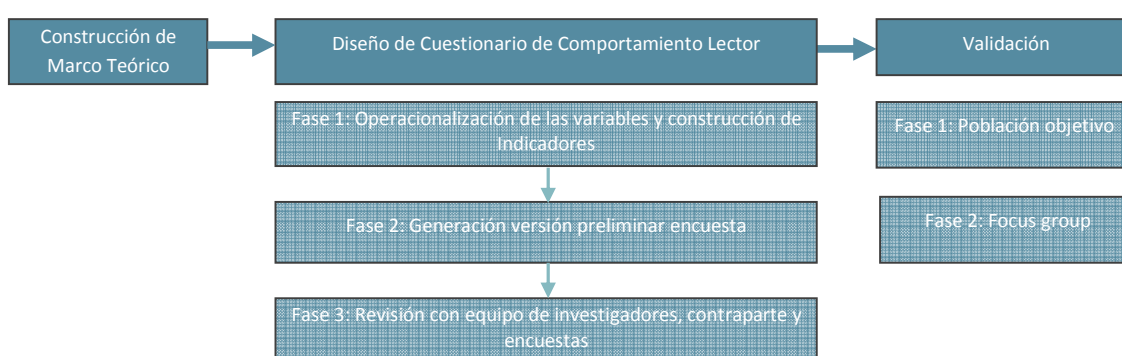 Construcción de
Marco Teórico
Diseño de Cuestionario de Comportamiento Lector
Validación
Fase 1: Operacionalización de las variables y construcción de
Indicadores
Fase 2: Generación versión preliminar encuesta
Fase 3: Revisión con equipo de investigadores, contraparte y
encuestas
Fase 1: Población objetivo
Fase 2: Focus group